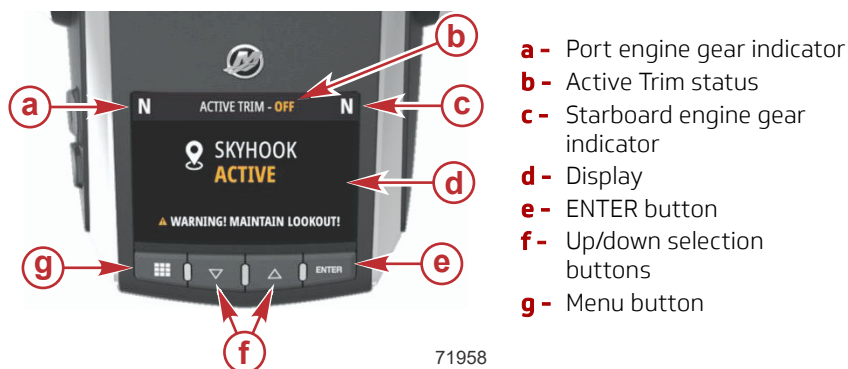 b
a
c
N
ACTIVE TRIM - OFF
N
SKYHOOK
ACTIVE
d
WARNING! MAINTAIN LOOKOUT!
g
ENTER
e
f
71958
a - Port engine gear indicator
b - Active Trim status
c - Starboard engine gear
indicator
d - Display
e - ENTER button
f - Up/down selection
buttons
g - Menu button